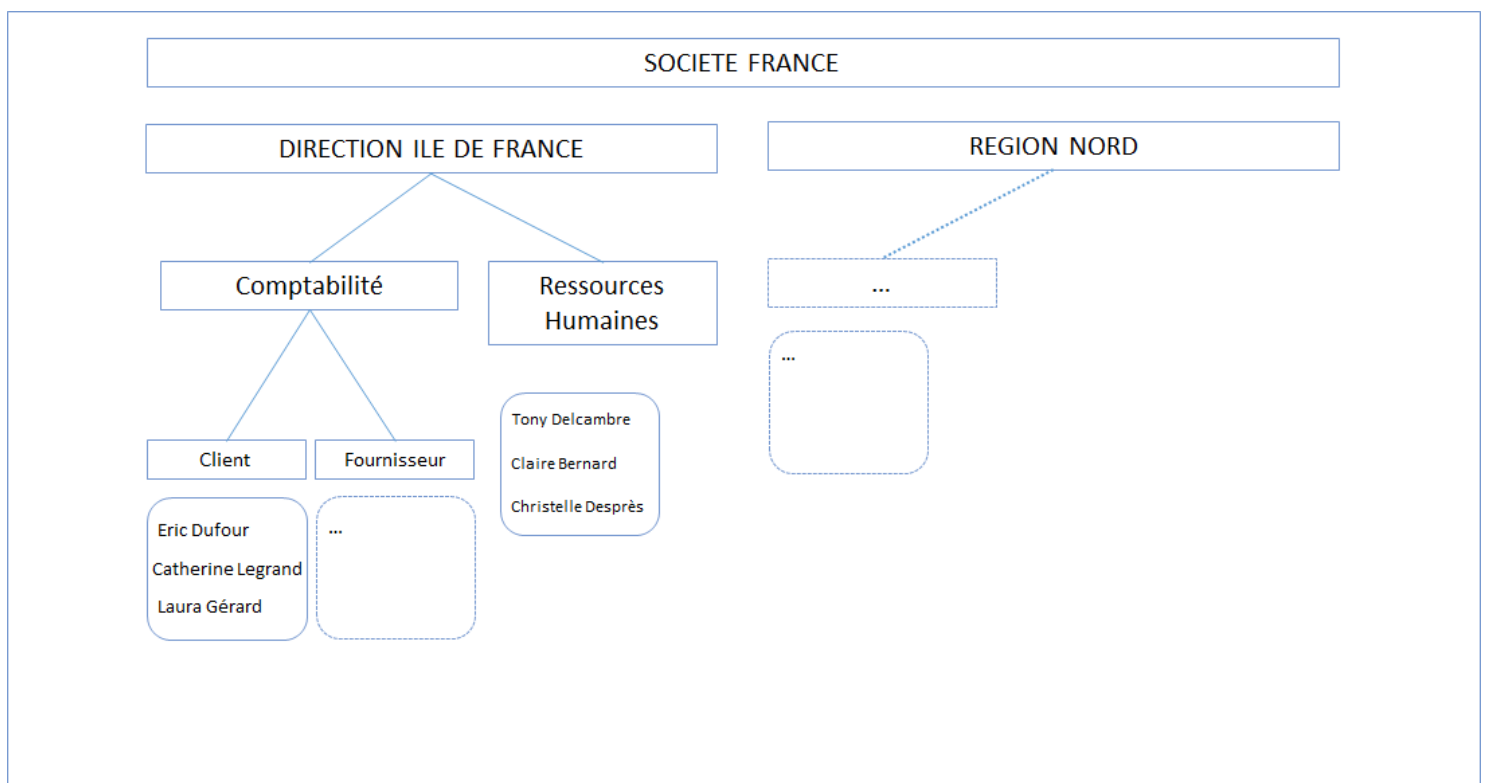 SOCIETE FRANCE
DIRECTION ILE DE FRANCE
REGION NORD
Comptabilité
Ressources
Humaines
...
...
Client
Fournisseur
Tony Delcambre
Claire Bernard
Christelle Desprès
Eric Dufour
Catherine Legrand
Laura Gérard
...